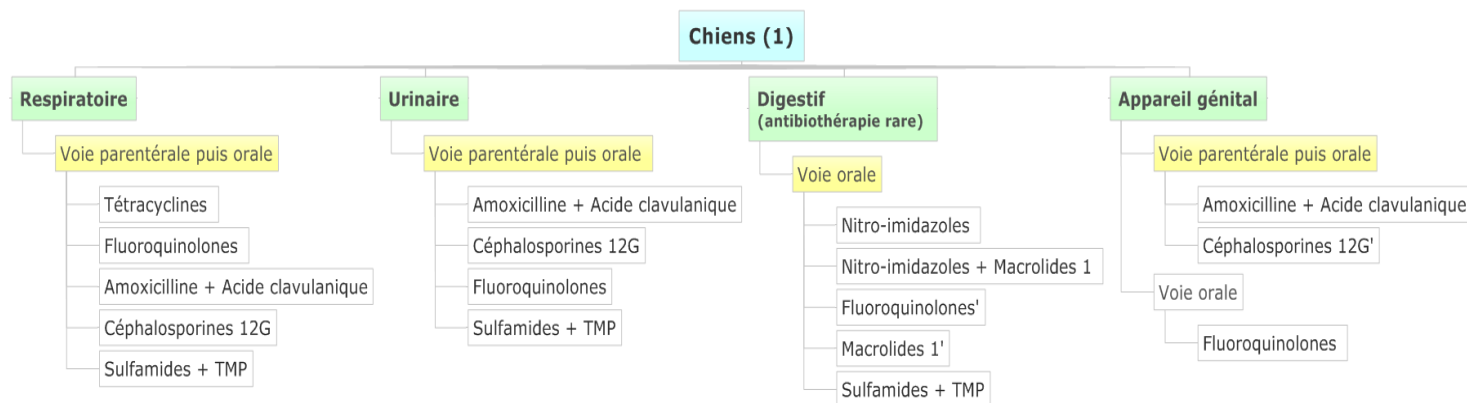 Chiens (1)
Respiratoire
Voie parentérale puis orale
Tétracyclines
Fluoroquinolones
Amoxicilline + Acide clavulanique
Céphalosporines 12G
Sulfamides + TMP
Urinaire
Voie parentérale puis orale
Amoxicilline + Acide clavulanique
Céphalosporines 12G
Fluoroquinolones
Sulfamides + TMP
Digestif
(antibiothérapie rare)
Voie orale
Nitro-imidazoles
Nitro-imidazoles + Macrolides 1
Fluoroquinolones'
Macrolides 1'
Sulfamides + TMP
Appareil génital
Voie parentérale puis orale
Amoxicilline + Acide clavulanique
Céphalosporines 12G'
Voie orale
Fluoroquinolones